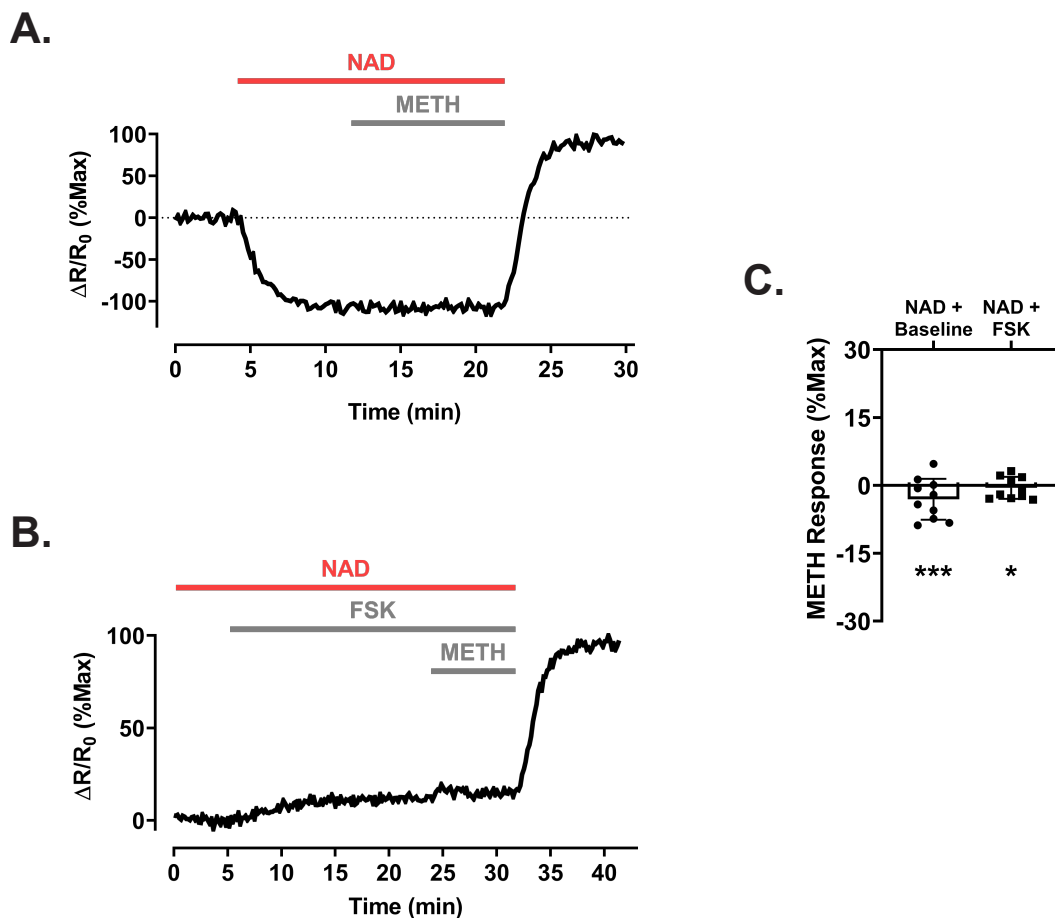 A.
NAD
METH
100
50
0
-50
-100
ΔR/R0 (%Max)
0 5 10 15 20 25 30
Time (min)
B.
NAD
FSK
METH
100
50
0
ΔR/R0 (%Max)
0 5 10 15 20 25 30 35 40
Time (min)
C.
NAD + NAD +
Baseline FSK
30
15
0
-15
-30
METH Response (%Max)
*** *